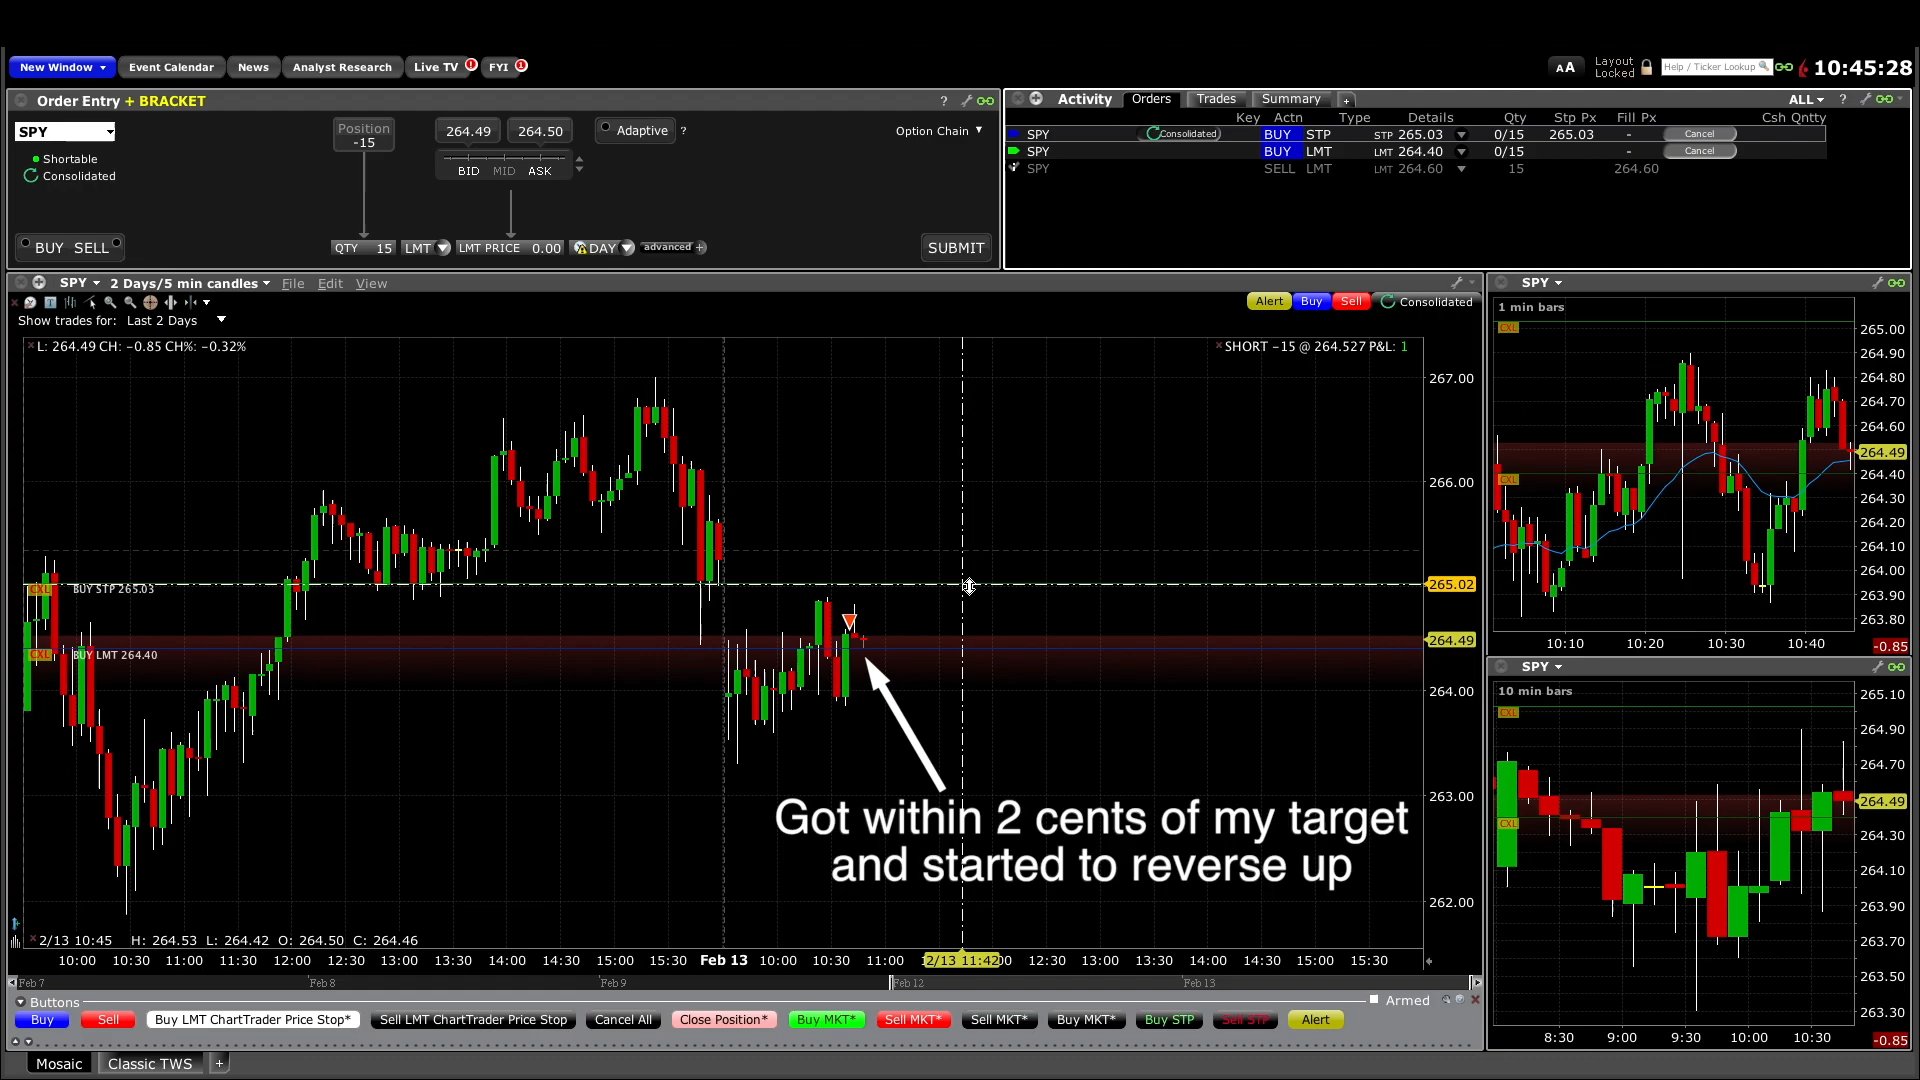 New Window Event Calendar News Analyst Research Live TV FYI
AA Layout Locked Help / Ticker Lookup 10:45:28
Order Entry + BRACKET ?
SPY
Shortable
Consolidated
Position
-15
264.49 264.50 Adaptive ? Option Chain
BID MID ASK
BUY SELL QTY 15 LMT LMT PRICE 0.00 DAY advanced SUBMIT
Activity Orders Trades Summary + ALL ?
Key Actn Type Details Qty Stp Px Fill Px Csh Qntty
SPY Consolidated BUY STP STP 265.03 0/15 265.03 - Cancel
SPY BUY LMT LMT 264.40 0/15 - Cancel
SPY SELL LMT LMT 264.60 15 264.60
SPY 2 Days/5 min candles File Edit View
Alert Buy Sell Consolidated
Show trades for: Last 2 Days
L: 264.49 CH: -0.85 CH%: -0.32%
SHORT -15 @ 264.527 P&L: 1
267.00
266.00
265.02
264.49
264.00
263.00
262.00
CXL BUY STP 265.03
CXL BUY LMT 264.40
Got within 2 cents of my target
and started to reverse up
2/13 10:45 H: 264.53 L: 264.42 O: 264.50 C: 264.46
10:00 10:30 11:00 11:30 12:00 12:30 13:00 13:30 14:00 14:30 15:00 15:30 Feb 13 10:00 10:30 11:00 2/13 11:42 12:30 13:00 13:30 14:00 14:30 15:00 15:30
Feb 7 Feb 8 Feb 9 Feb 12 Feb 13
Buttons Armed
Buy Sell Buy LMT ChartTrader Price Stop* Sell LMT ChartTrader Price Stop Cancel All Close Position* Buy MKT* Sell MKT* Sell MKT* Buy MKT* Buy STP Sell STP Alert
Mosaic Classic TWS +
SPY
1 min bars
CXL
CXL
265.00
264.90
264.80
264.70
264.60
264.49
264.40
264.30
264.20
264.10
264.00
263.90
263.80
10:10 10:20 10:30 10:40 -0.85
SPY
10 min bars
CXL
CXL
265.10
264.90
264.70
264.49
264.30
264.10
263.90
263.70
263.50
263.30
8:30 9:00 9:30 10:00 10:30 -0.85